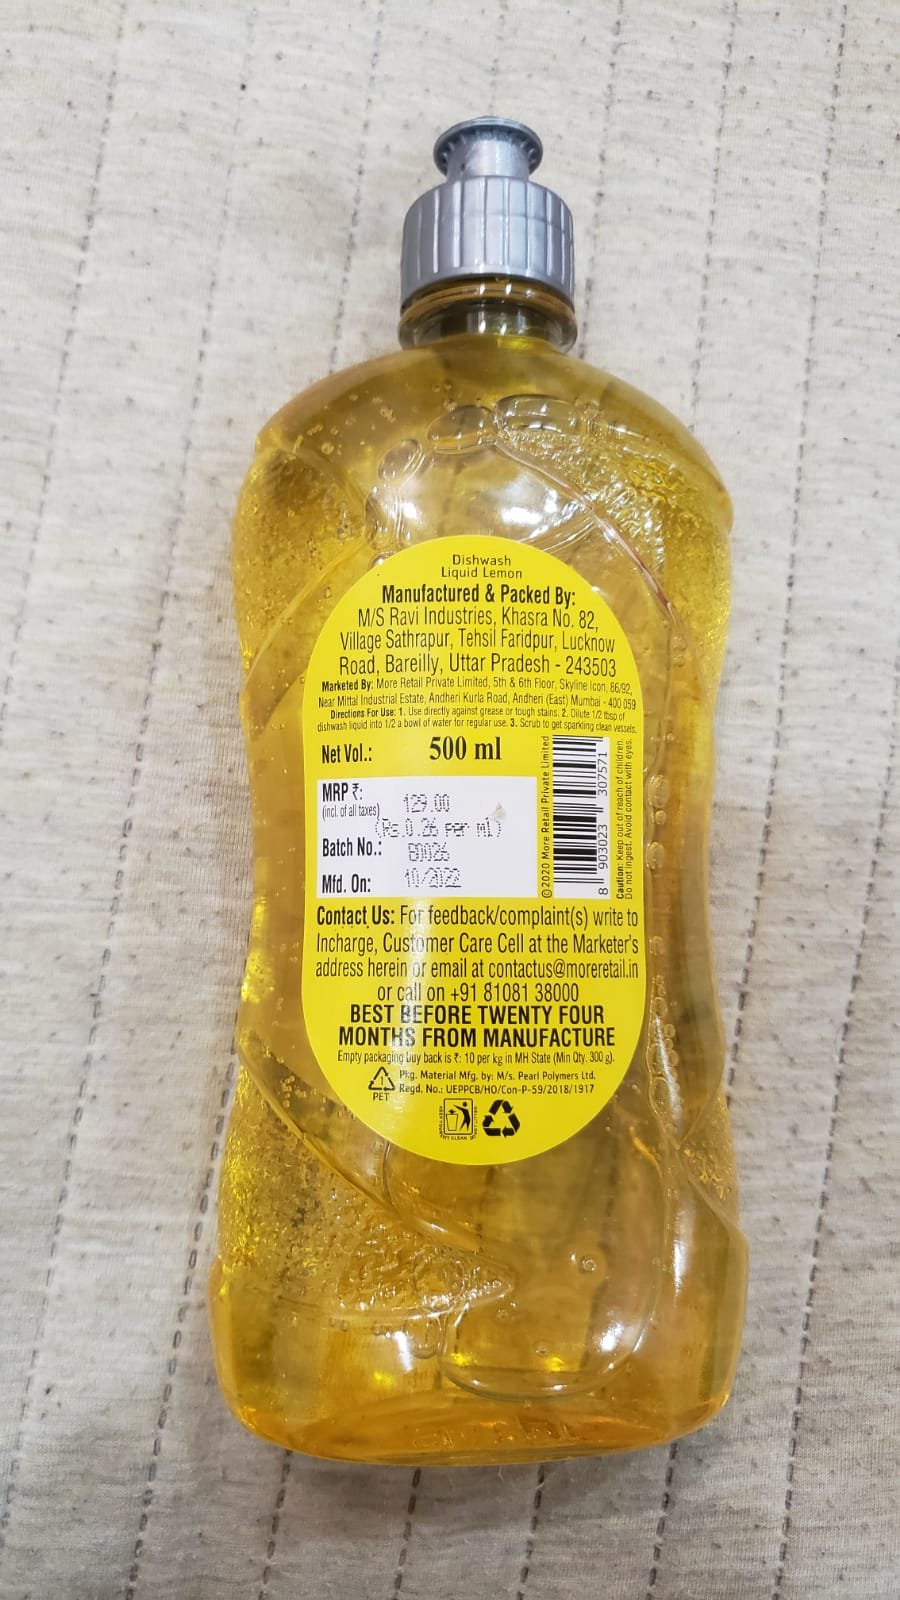 Dishwash
Liquid Lemon
Manufactured & Packed By:
M/S Ravi Industries, Khasra No. 82,
Village Sathrapur, Tehsil Faridpur, Lucknow
Road, Bareilly, Uttar Pradesh - 243503
Marketed By: More Retail Private Limited, 5th & 6th Floor, Skyline Icon, 86/92,
Near Mittal Industrial Estate, Andheri Kurla Road, Andheri (East) Mumbai - 400 059
Directions For Use: 1. Use directly against grease or tough stains. 2. Dilute 1/2 tbsp of
dishwash liquid into 1/2 a bowl of water for regular use. 3. Scrub to get sparkling clean vessels.
Net Vol.: 500 ml
MRP ₹: 129.00
(incl. of all taxes)
(Rs.0.26 per ml)
Batch No.: B0026
Mfd. On: 10/2022
©2020 More Retail Private Limited
8 903023 307571
Caution: Keep out of reach of children.
Do not ingest. Avoid contact with eyes.
Contact Us: For feedback/complaint(s) write to
Incharge, Customer Care Cell at the Marketer's
address herein or email at contactus@moreretail.in
or call on +91 81081 38000
BEST BEFORE TWENTY FOUR
MONTHS FROM MANUFACTURE
Empty packaging buy back is ₹: 10 per kg in MH State (Min Qty. 300 g).
Pkg. Material Mfg. by: M/s. Pearl Polymers Ltd.
Regd. No.: UEPPCB/HO/Con-P-59/2018/1917
1
PET